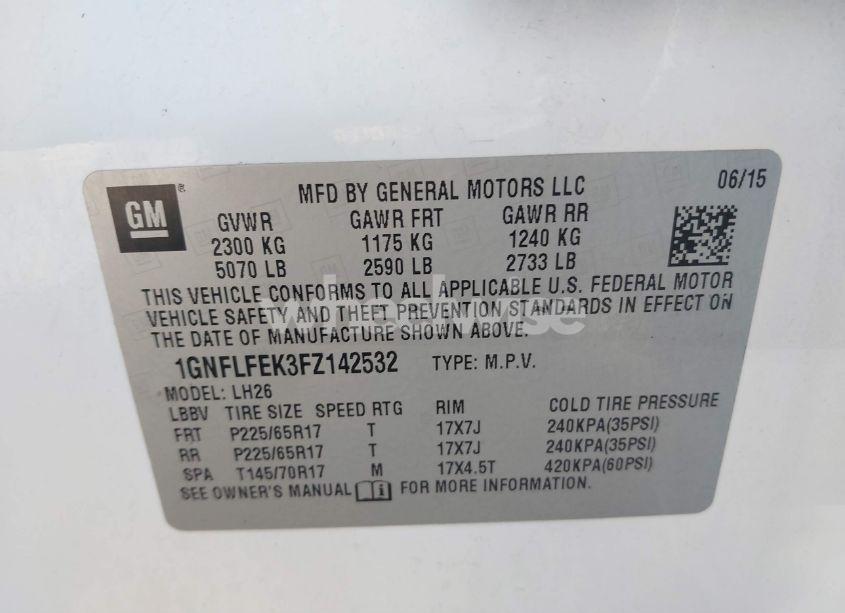 GM
MFD BY GENERAL MOTORS LLC 06/15
GVWR GAWR FRT GAWR RR
2300 KG 1175 KG 1240 KG
5070 LB 2590 LB 2733 LB
THIS VEHICLE CONFORMS TO ALL APPLICABLE U.S. FEDERAL MOTOR
VEHICLE SAFETY AND THEFT PREVENTION STANDARDS IN EFFECT ON
THE DATE OF MANUFACTURE SHOWN ABOVE.
1GNFLFEK3FZ142532 TYPE: M.P.V.
MODEL: LH26
LBBV TIRE SIZE SPEED RTG RIM COLD TIRE PRESSURE
FRT P225/65R17 T 17X7J 240KPA(35PSI)
RR P225/65R17 T 17X7J 240KPA(35PSI)
SPA T145/70R17 M 17X4.5T 420KPA(60PSI)
SEE OWNER'S MANUAL FOR MORE INFORMATION.